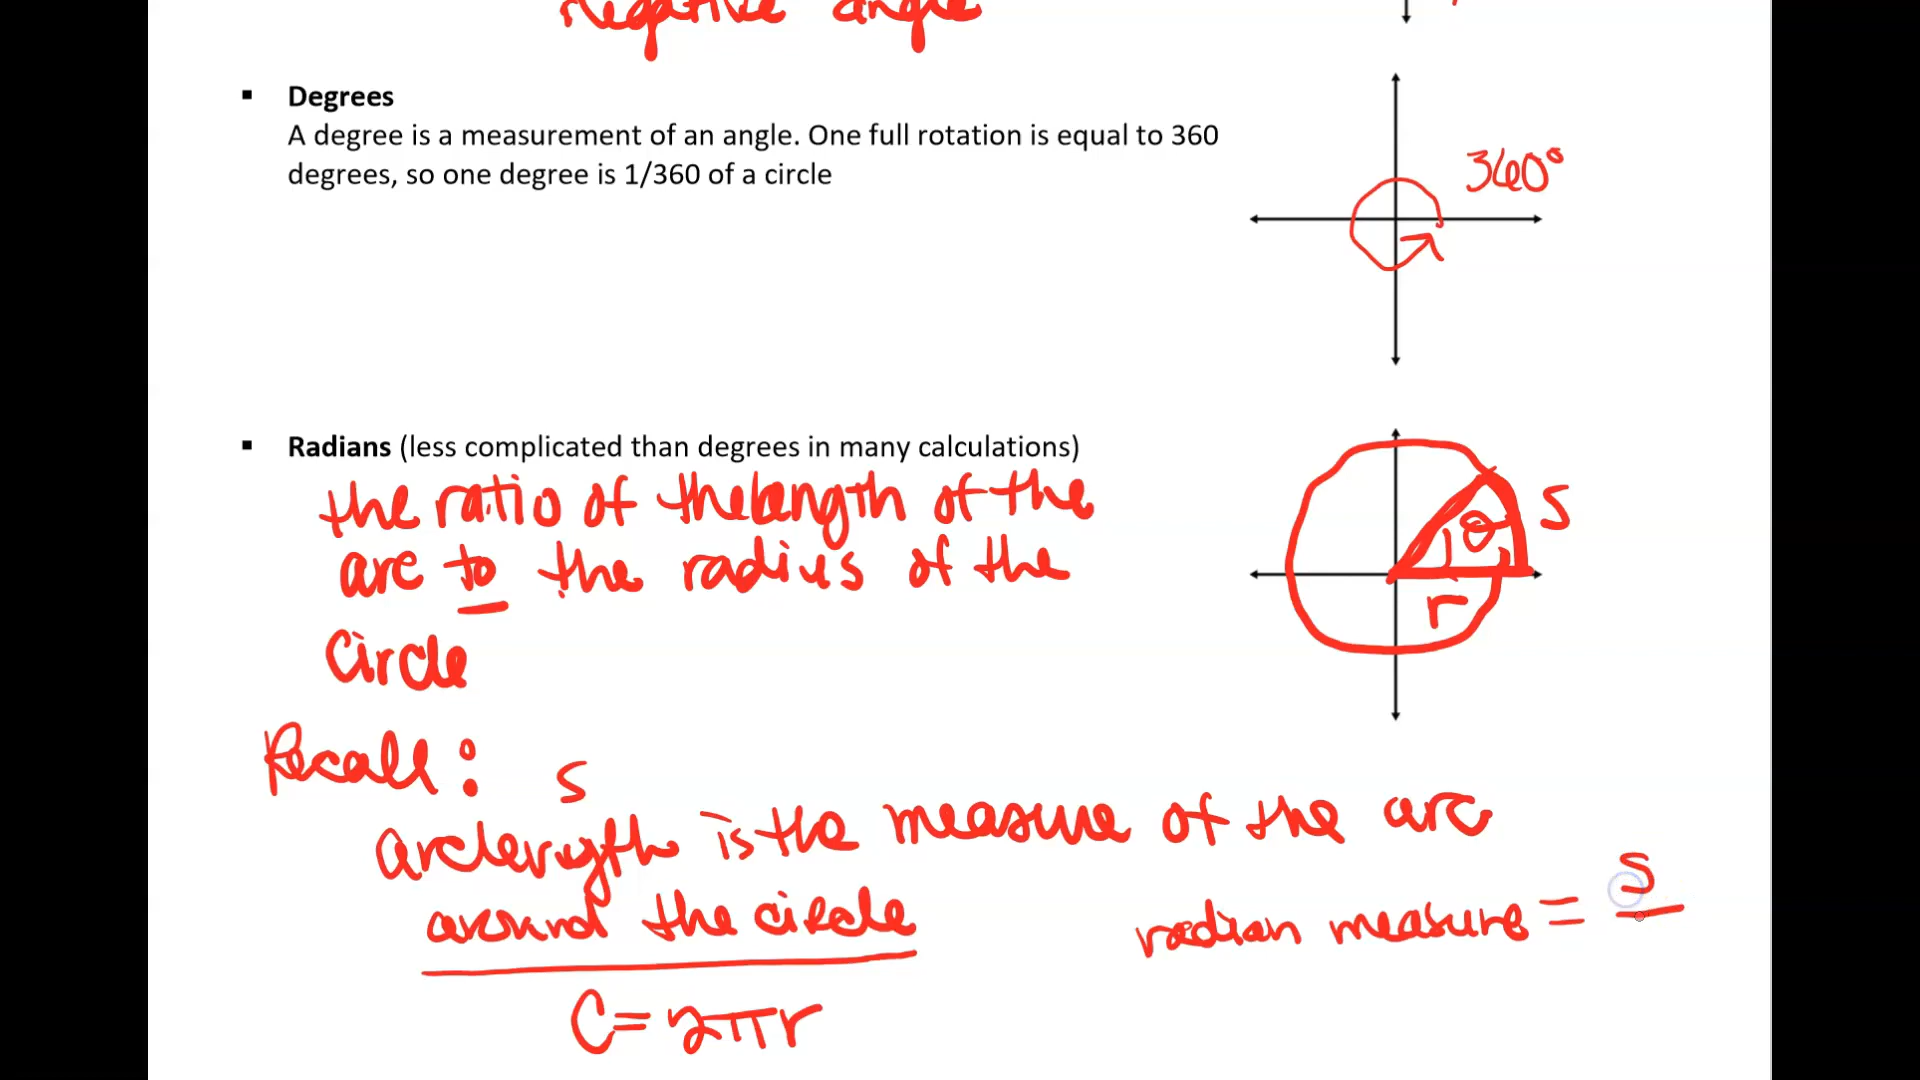 negative angle
▪ Degrees
A degree is a measurement of an angle. One full rotation is equal to 360
degrees, so one degree is 1/360 of a circle
360°
▪ Radians (less complicated than degrees in many calculations)
the ratio of the length of the
arc to the radius of the
circle
θ
s
r
Recall:
s
arclength is the measure of the arc
around the circle
radian measure = s
C=2πr